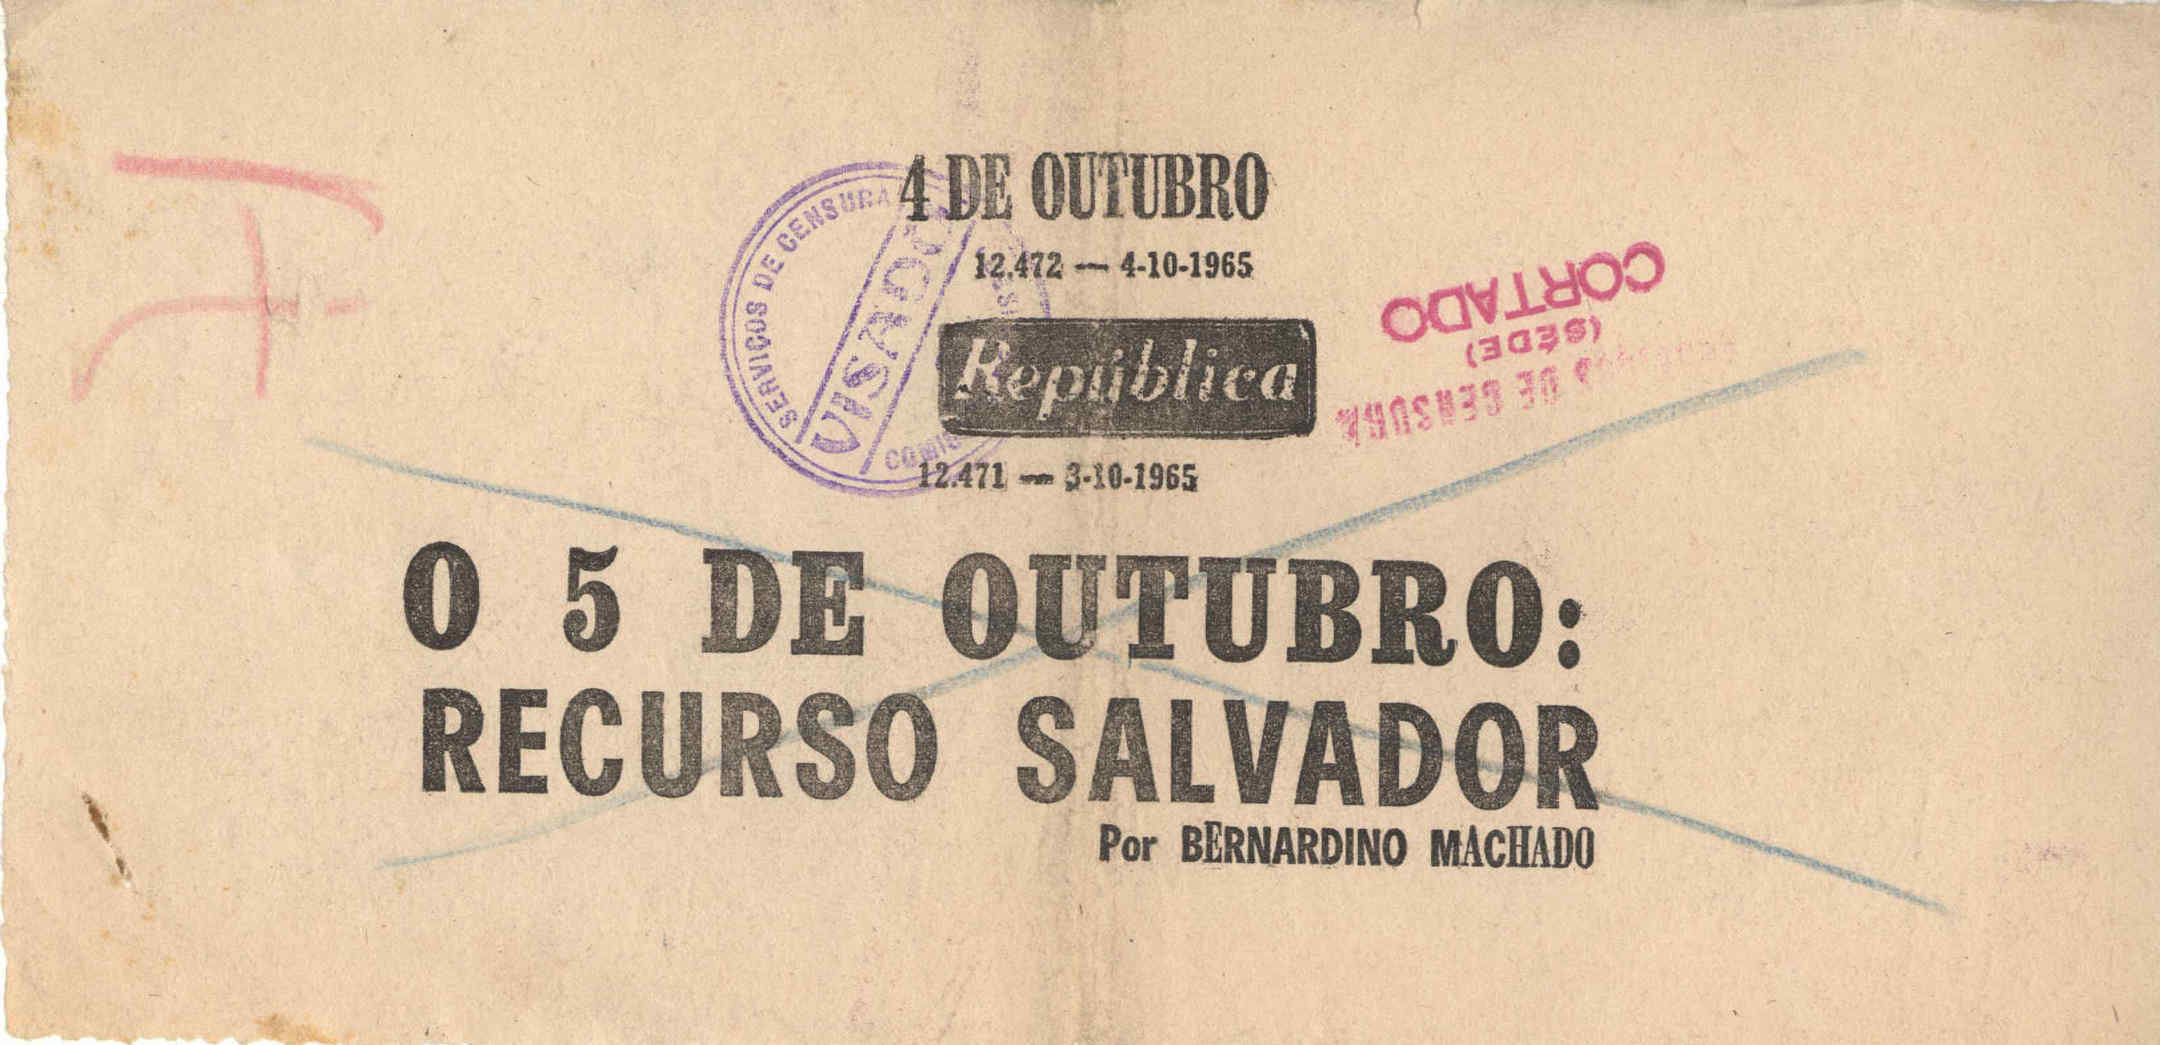 4 DE OUTUBRO
12.472 — 4-10-1965
SERVIÇOS DE CENSURA
VISADO
República
12.471 — 3-10-1965
CORTADO
(SÉDE)
DE CENSURA
O 5 DE OUTUBRO:
RECURSO SALVADOR
Por BERNARDINO MACHADO